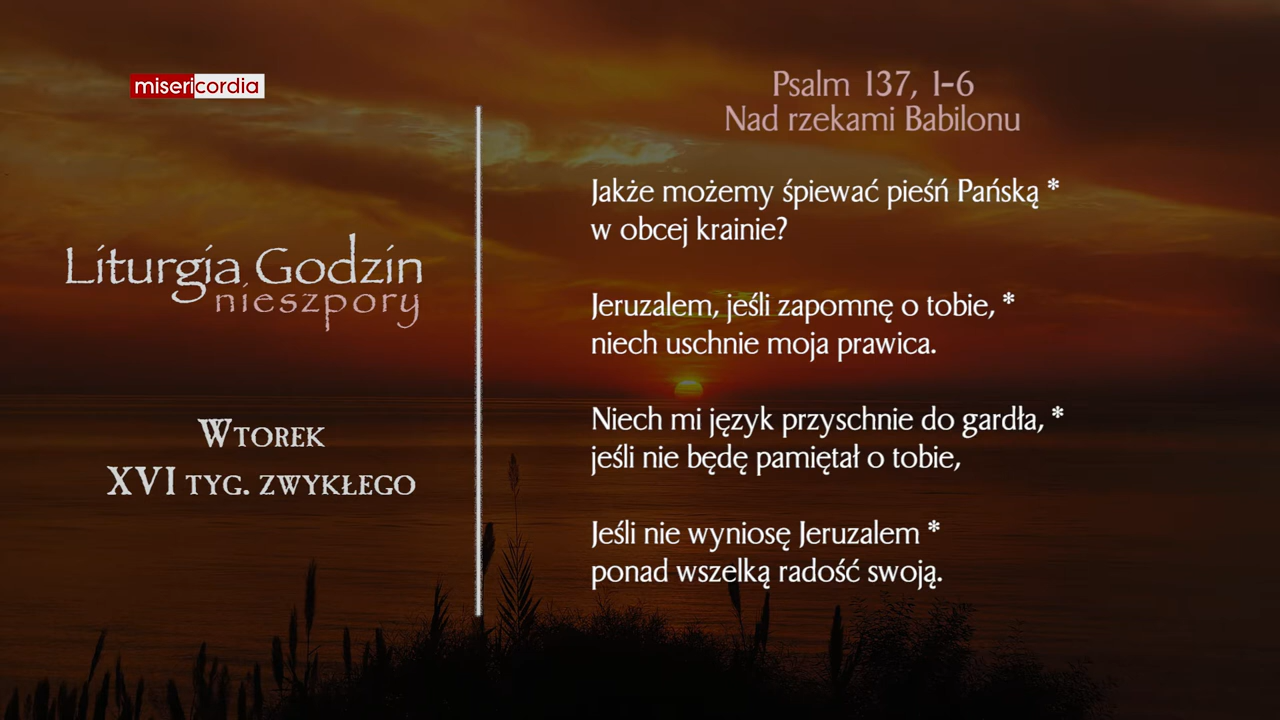 misericordia
Liturgia Godzin
nieszpory
Wtorek
XVI tyg. zwykłego
Psalm 137, 1-6
Nad rzekami Babilonu
Jakże możemy śpiewać pieśń Pańską *
w obcej krainie?
Jeruzalem, jeśli zapomnę o tobie, *
niech uschnie moja prawica.
Niech mi język przyschnie do gardła, *
jeśli nie będę pamiętał o tobie,
Jeśli nie wyniosę Jeruzalem *
ponad wszelką radość swoją.